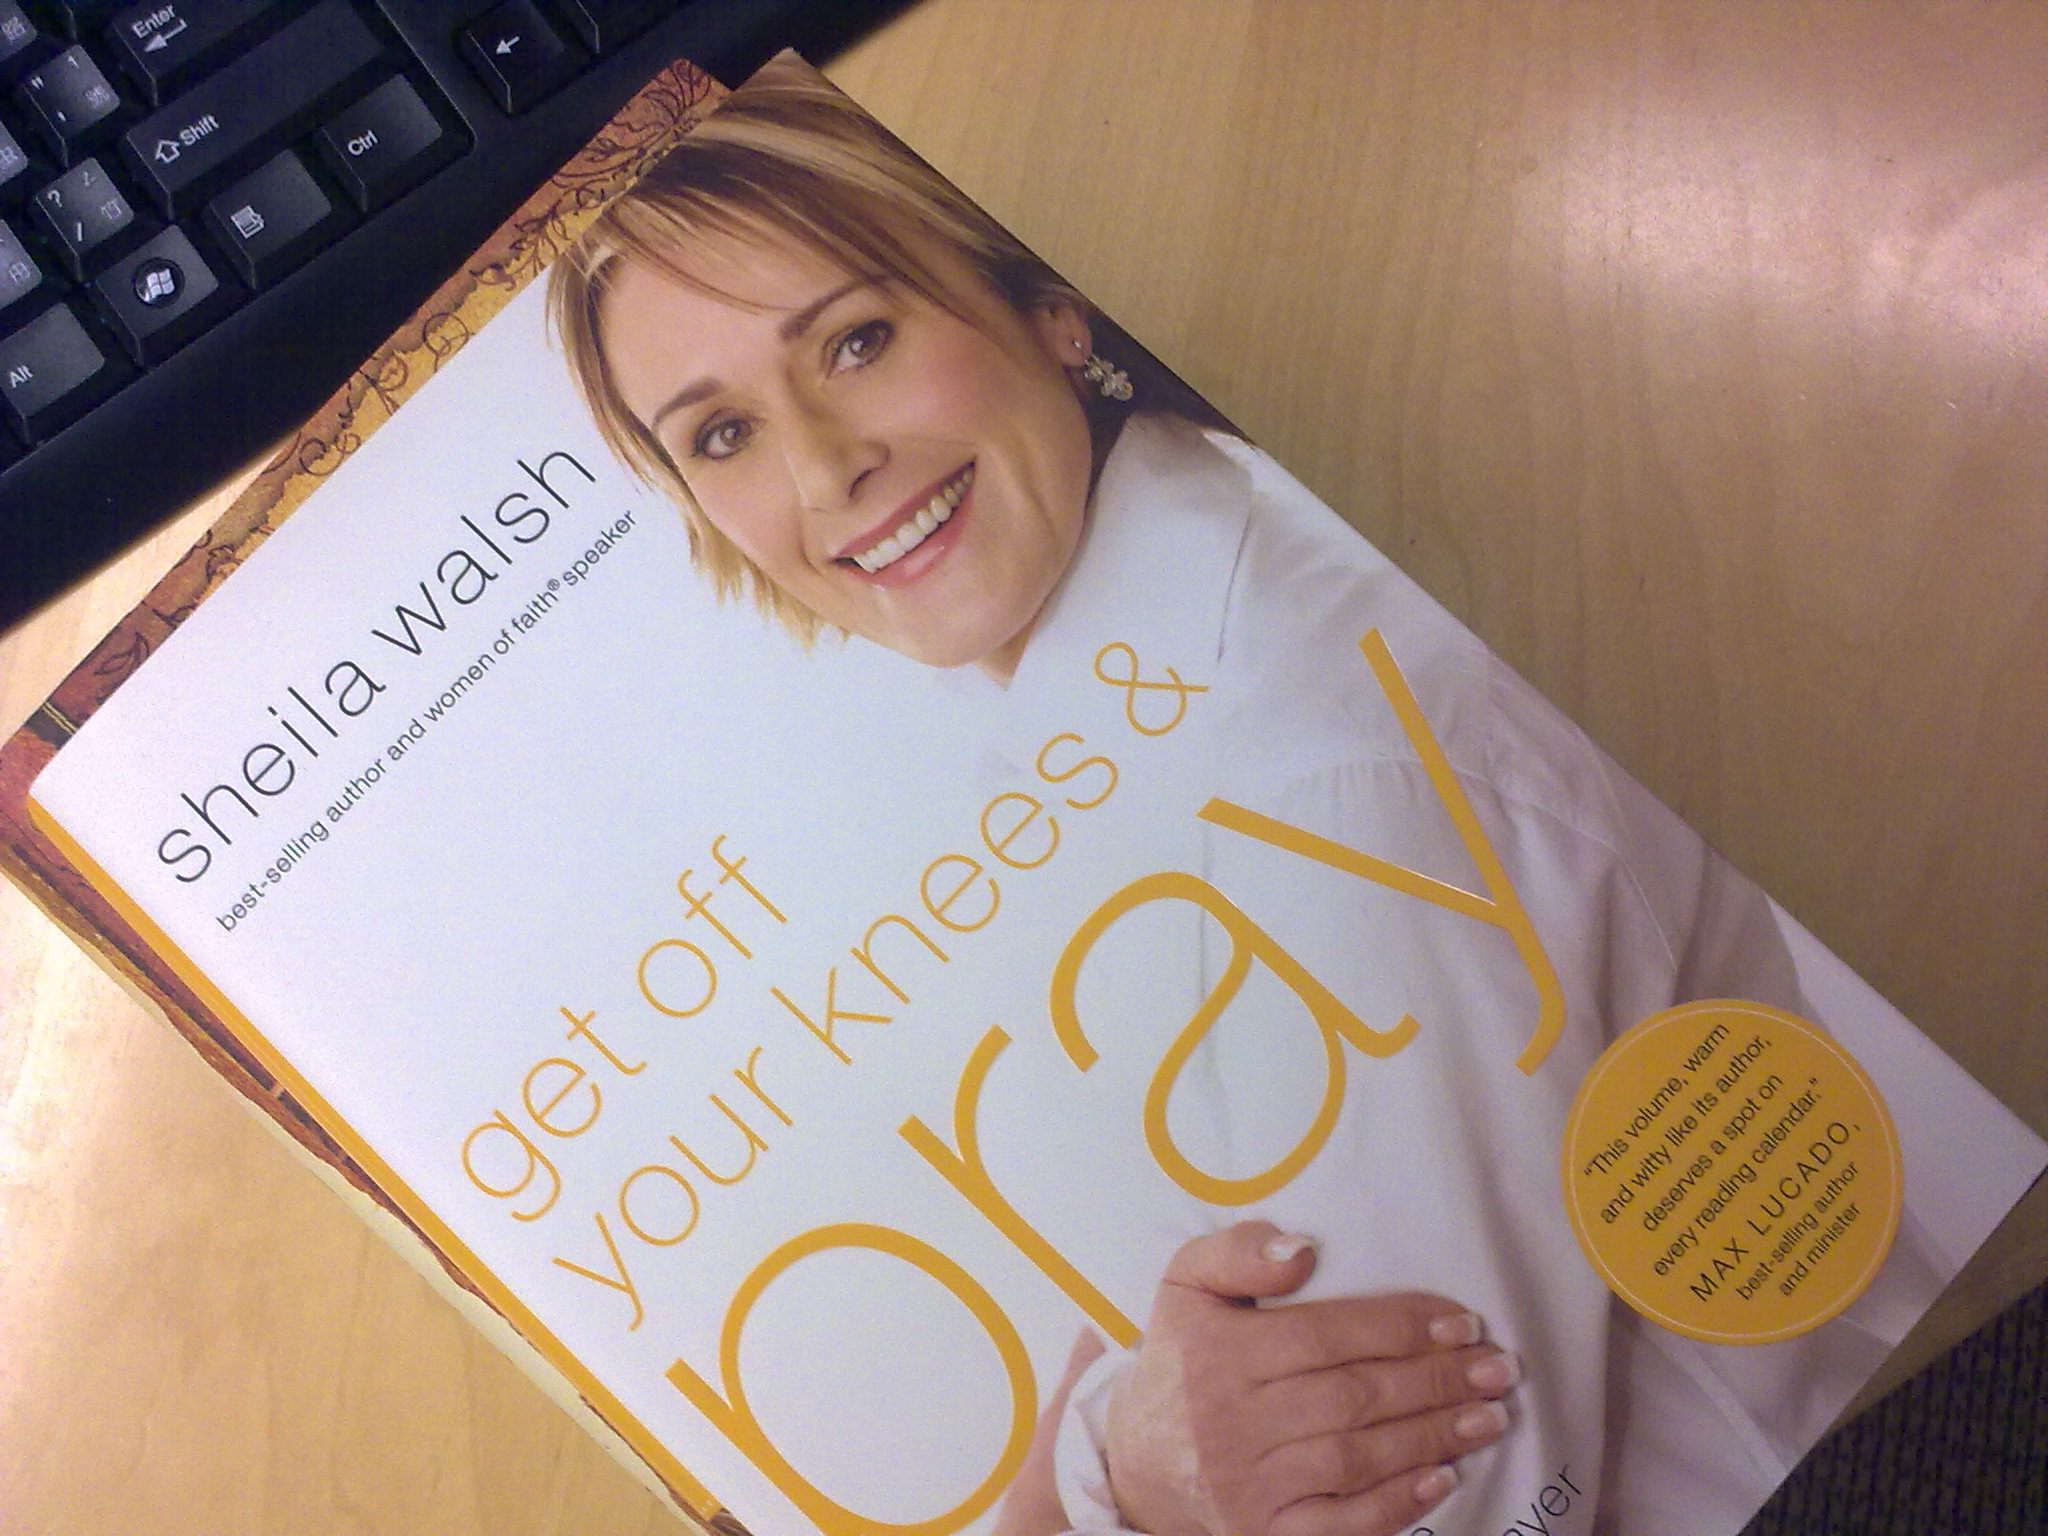 sheila walsh
best-selling author and women of faith® speaker
get off
your knees &
pray
"This volume, warm
and witty like its author,
deserves a spot on
every reading calendar."
MAX LUCADO,
best-selling author
and minister
Enter
Shift
Ctrl
Alt